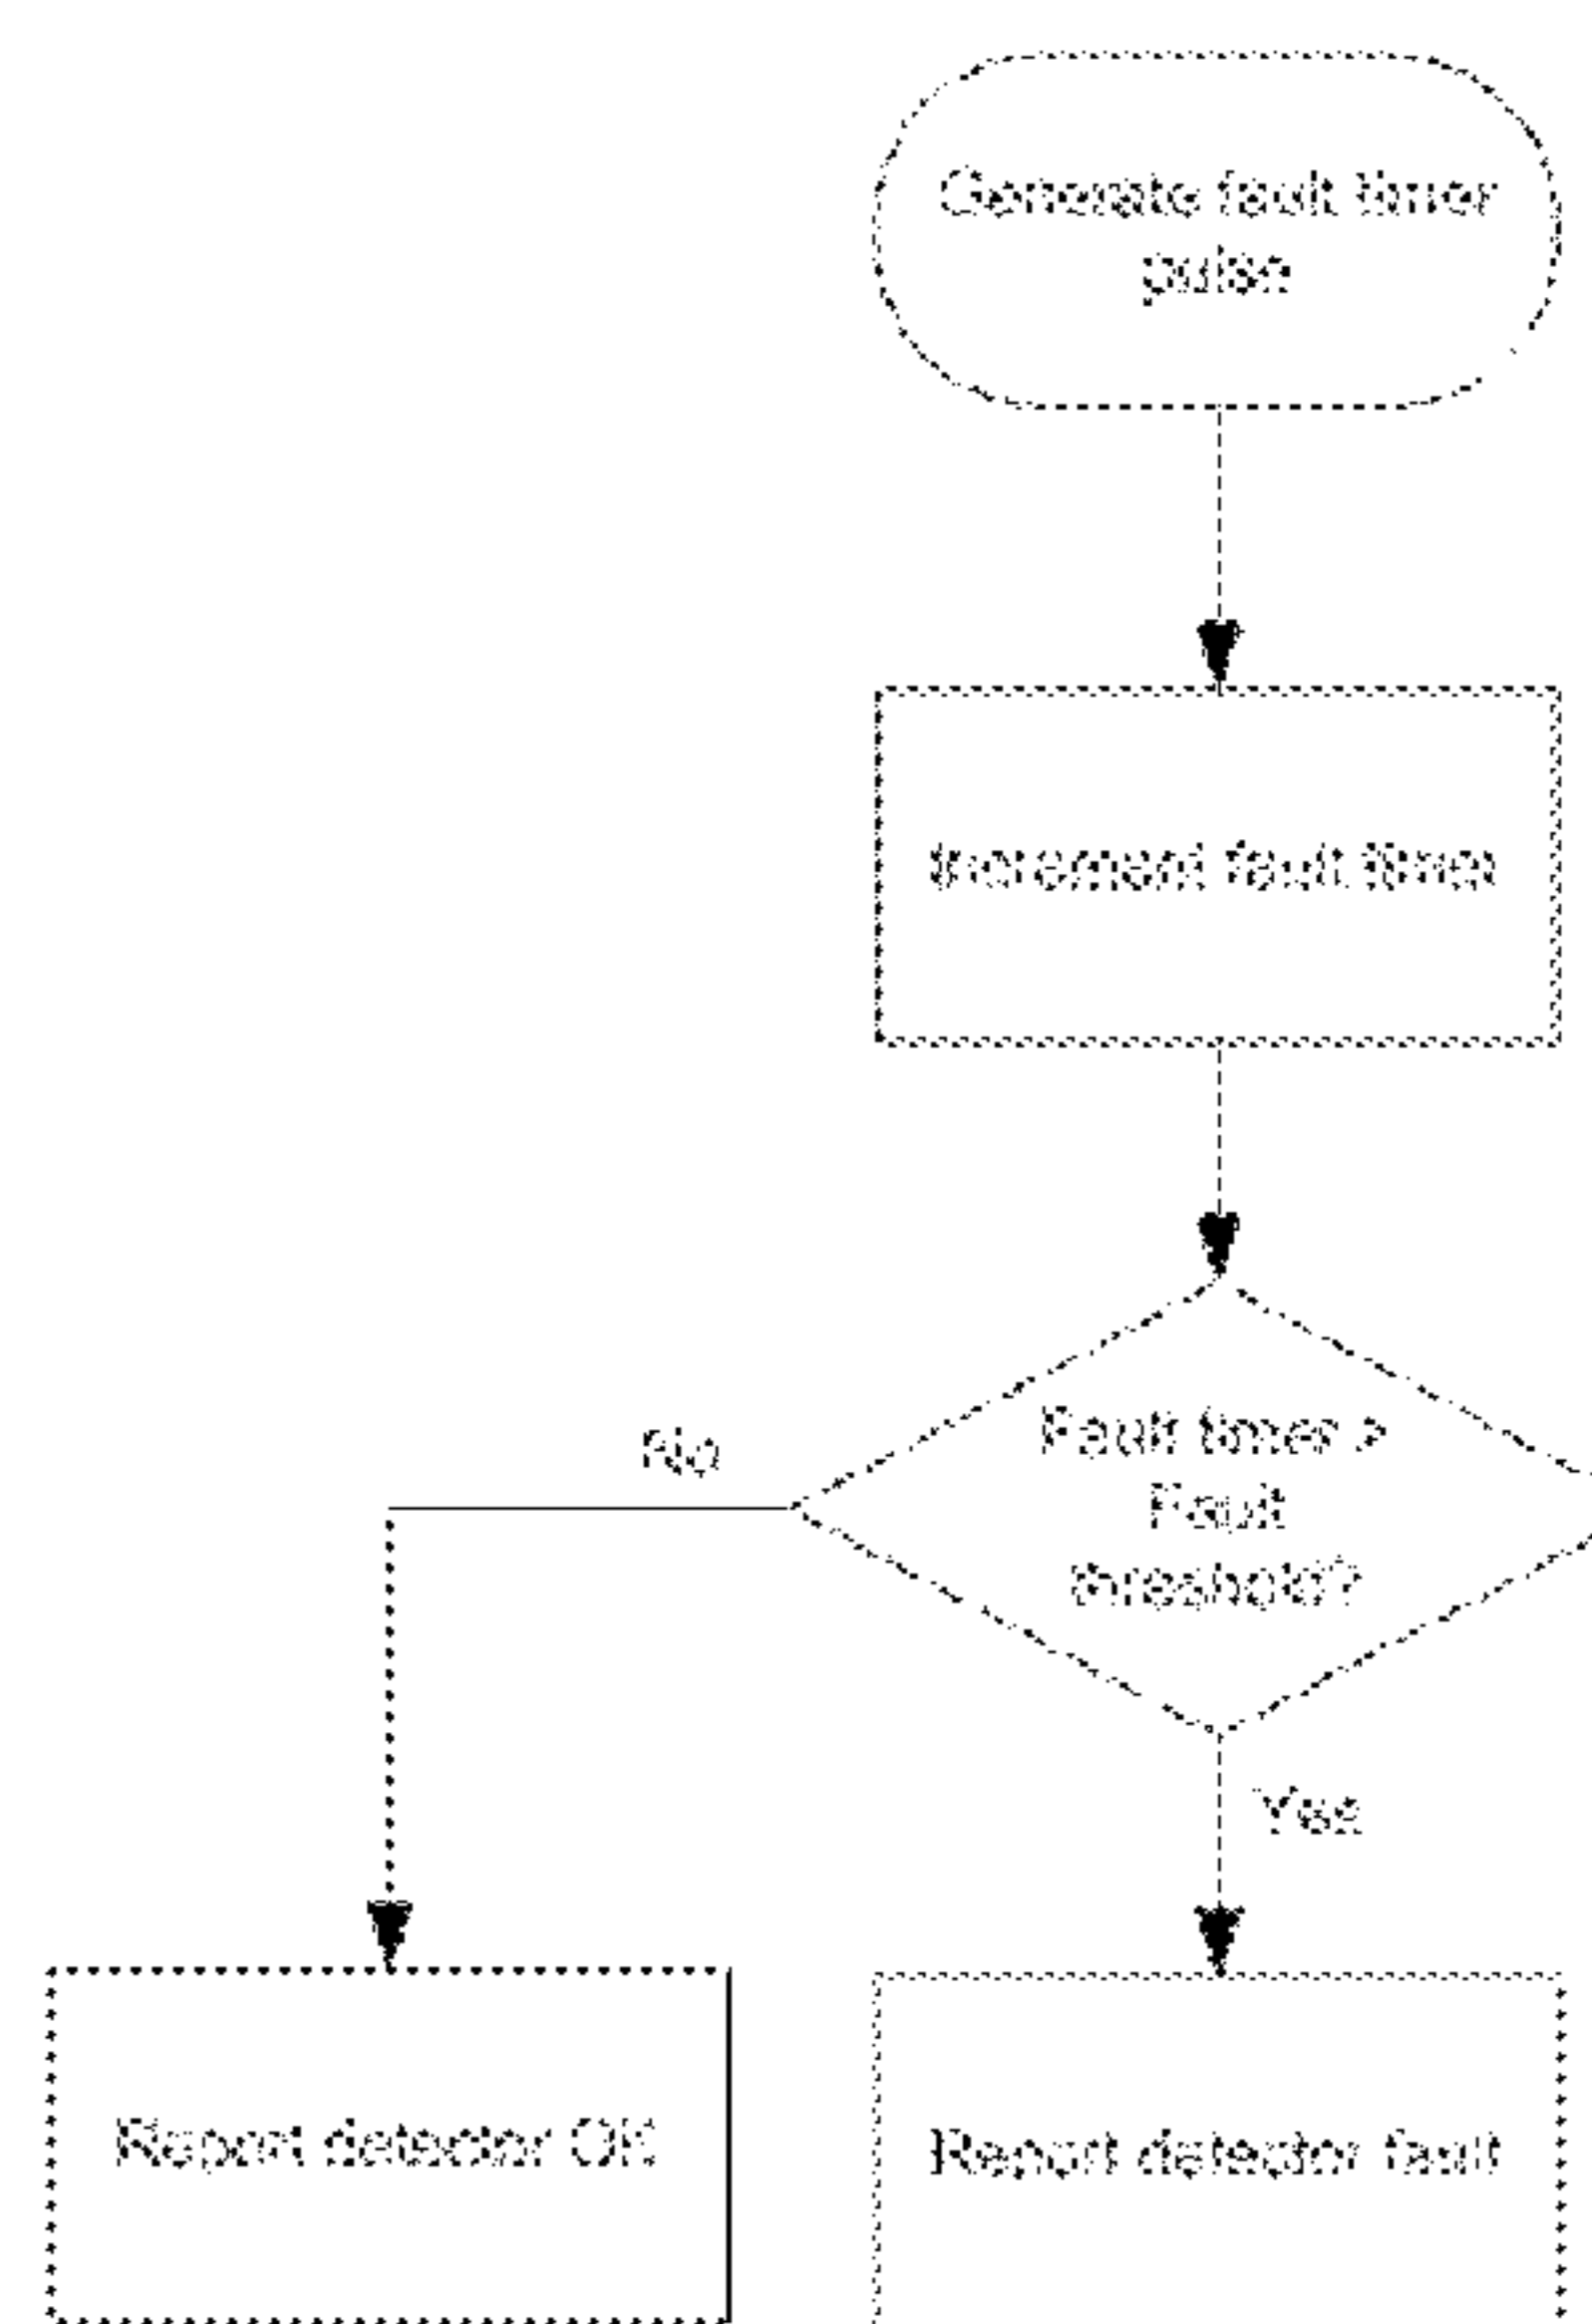 Generate fault timer
pulse
Increment fault timer
Fault timer >
Fault
threshold?
No
Yes
Report detector OK
Report detector fault